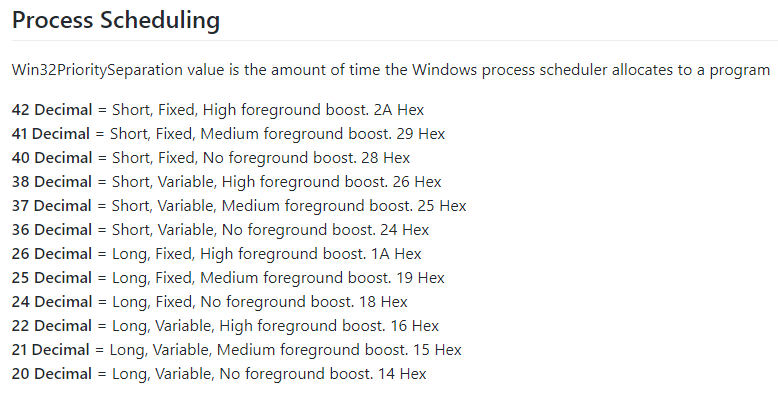 Process Scheduling
Win32PrioritySeparation value is the amount of time the Windows process scheduler allocates to a program
42 Decimal = Short, Fixed, High foreground boost. 2A Hex
41 Decimal = Short, Fixed, Medium foreground boost. 29 Hex
40 Decimal = Short, Fixed, No foreground boost. 28 Hex
38 Decimal = Short, Variable, High foreground boost. 26 Hex
37 Decimal = Short, Variable, Medium foreground boost. 25 Hex
36 Decimal = Short, Variable, No foreground boost. 24 Hex
26 Decimal = Long, Fixed, High foreground boost. 1A Hex
25 Decimal = Long, Fixed, Medium foreground boost. 19 Hex
24 Decimal = Long, Fixed, No foreground boost. 18 Hex
22 Decimal = Long, Variable, High foreground boost. 16 Hex
21 Decimal = Long, Variable, Medium foreground boost. 15 Hex
20 Decimal = Long, Variable, No foreground boost. 14 Hex